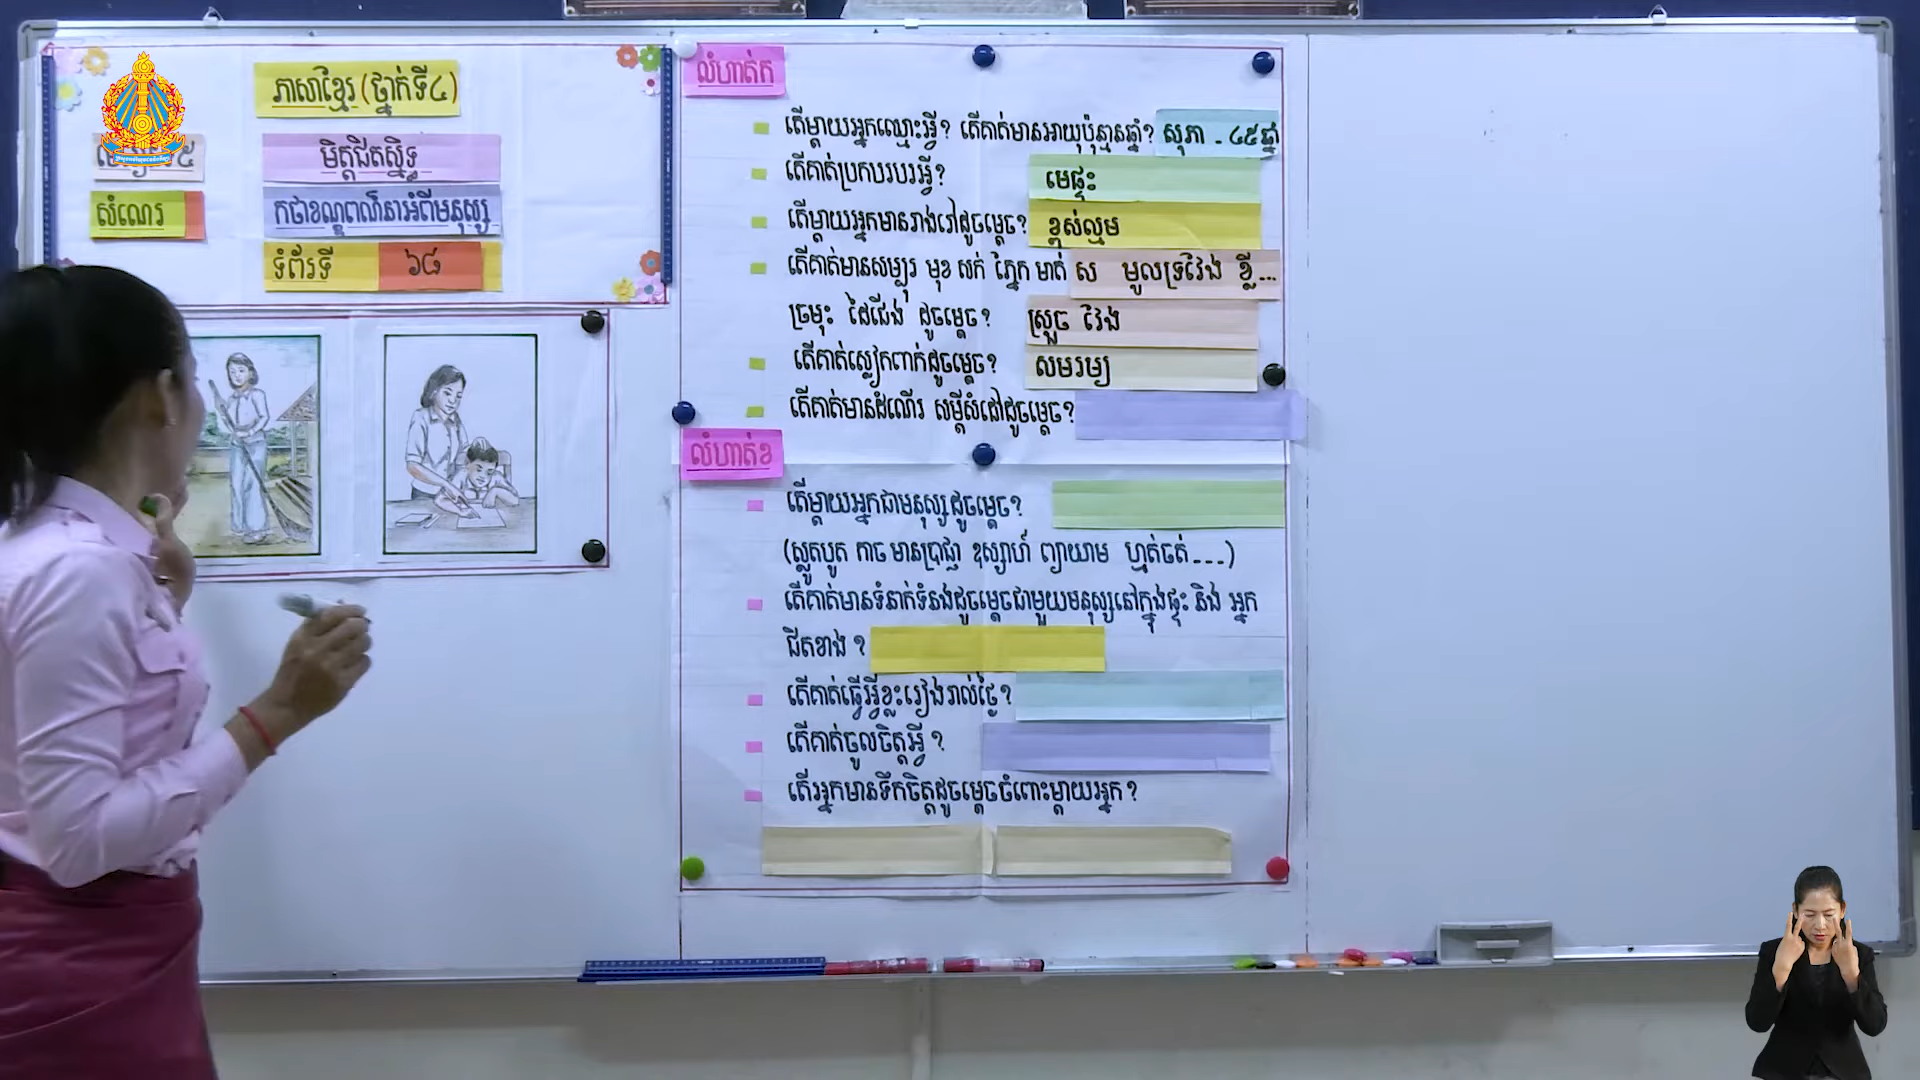 ភាសាខ្មែរ (ថ្នាក់ទី៤)
មិត្តជិតស្និទ្ធ
សំណេរ
កថាខណ្ឌពណ៌នាអំពីមនុស្ស
ទំព័រទី ៦៨
លំហាត់ក
តើម្ដាយអ្នកឈ្មោះអ្វី? តើគាត់មានអាយុប៉ុន្មានឆ្នាំ? សុភា - ៤៥ឆ្នាំ
តើគាត់ប្រកបរបរអ្វី? មេផ្ទះ
តើម្ដាយអ្នកមានរាងរៅដូចម្ដេច? ខ្ពស់ល្មម
តើគាត់មានសម្បុរ មុខ សក់ ភ្នែក មាត់ ស មូលទ្រវែង ខ្លី...
ច្រមុះ ដៃជើង ដូចម្ដេច? ស្រួច វែង
តើគាត់ស្លៀកពាក់ដូចម្ដេច? សមរម្យ
តើគាត់មានដំណើរ សម្ដីសំដៅដូចម្ដេច?
លំហាត់ខ
តើម្ដាយអ្នកជាមនុស្សដូចម្ដេច?
(ស្លូតបូត កាច មានប្រាជ្ញា ឧស្សាហ៍ ព្យាយាម ហ្មត់ចត់....)
តើគាត់មានទំនាក់ទំនងដូចម្ដេចជាមួយមនុស្សនៅក្នុងផ្ទះ និង អ្នក
ជិតខាង ?
តើគាត់ធ្វើអ្វីខ្លះរៀងរាល់ថ្ងៃ?
តើគាត់ចូលចិត្តអ្វី ?
តើអ្នកមានទឹកចិត្តដូចម្ដេចចំពោះម្ដាយអ្នក?